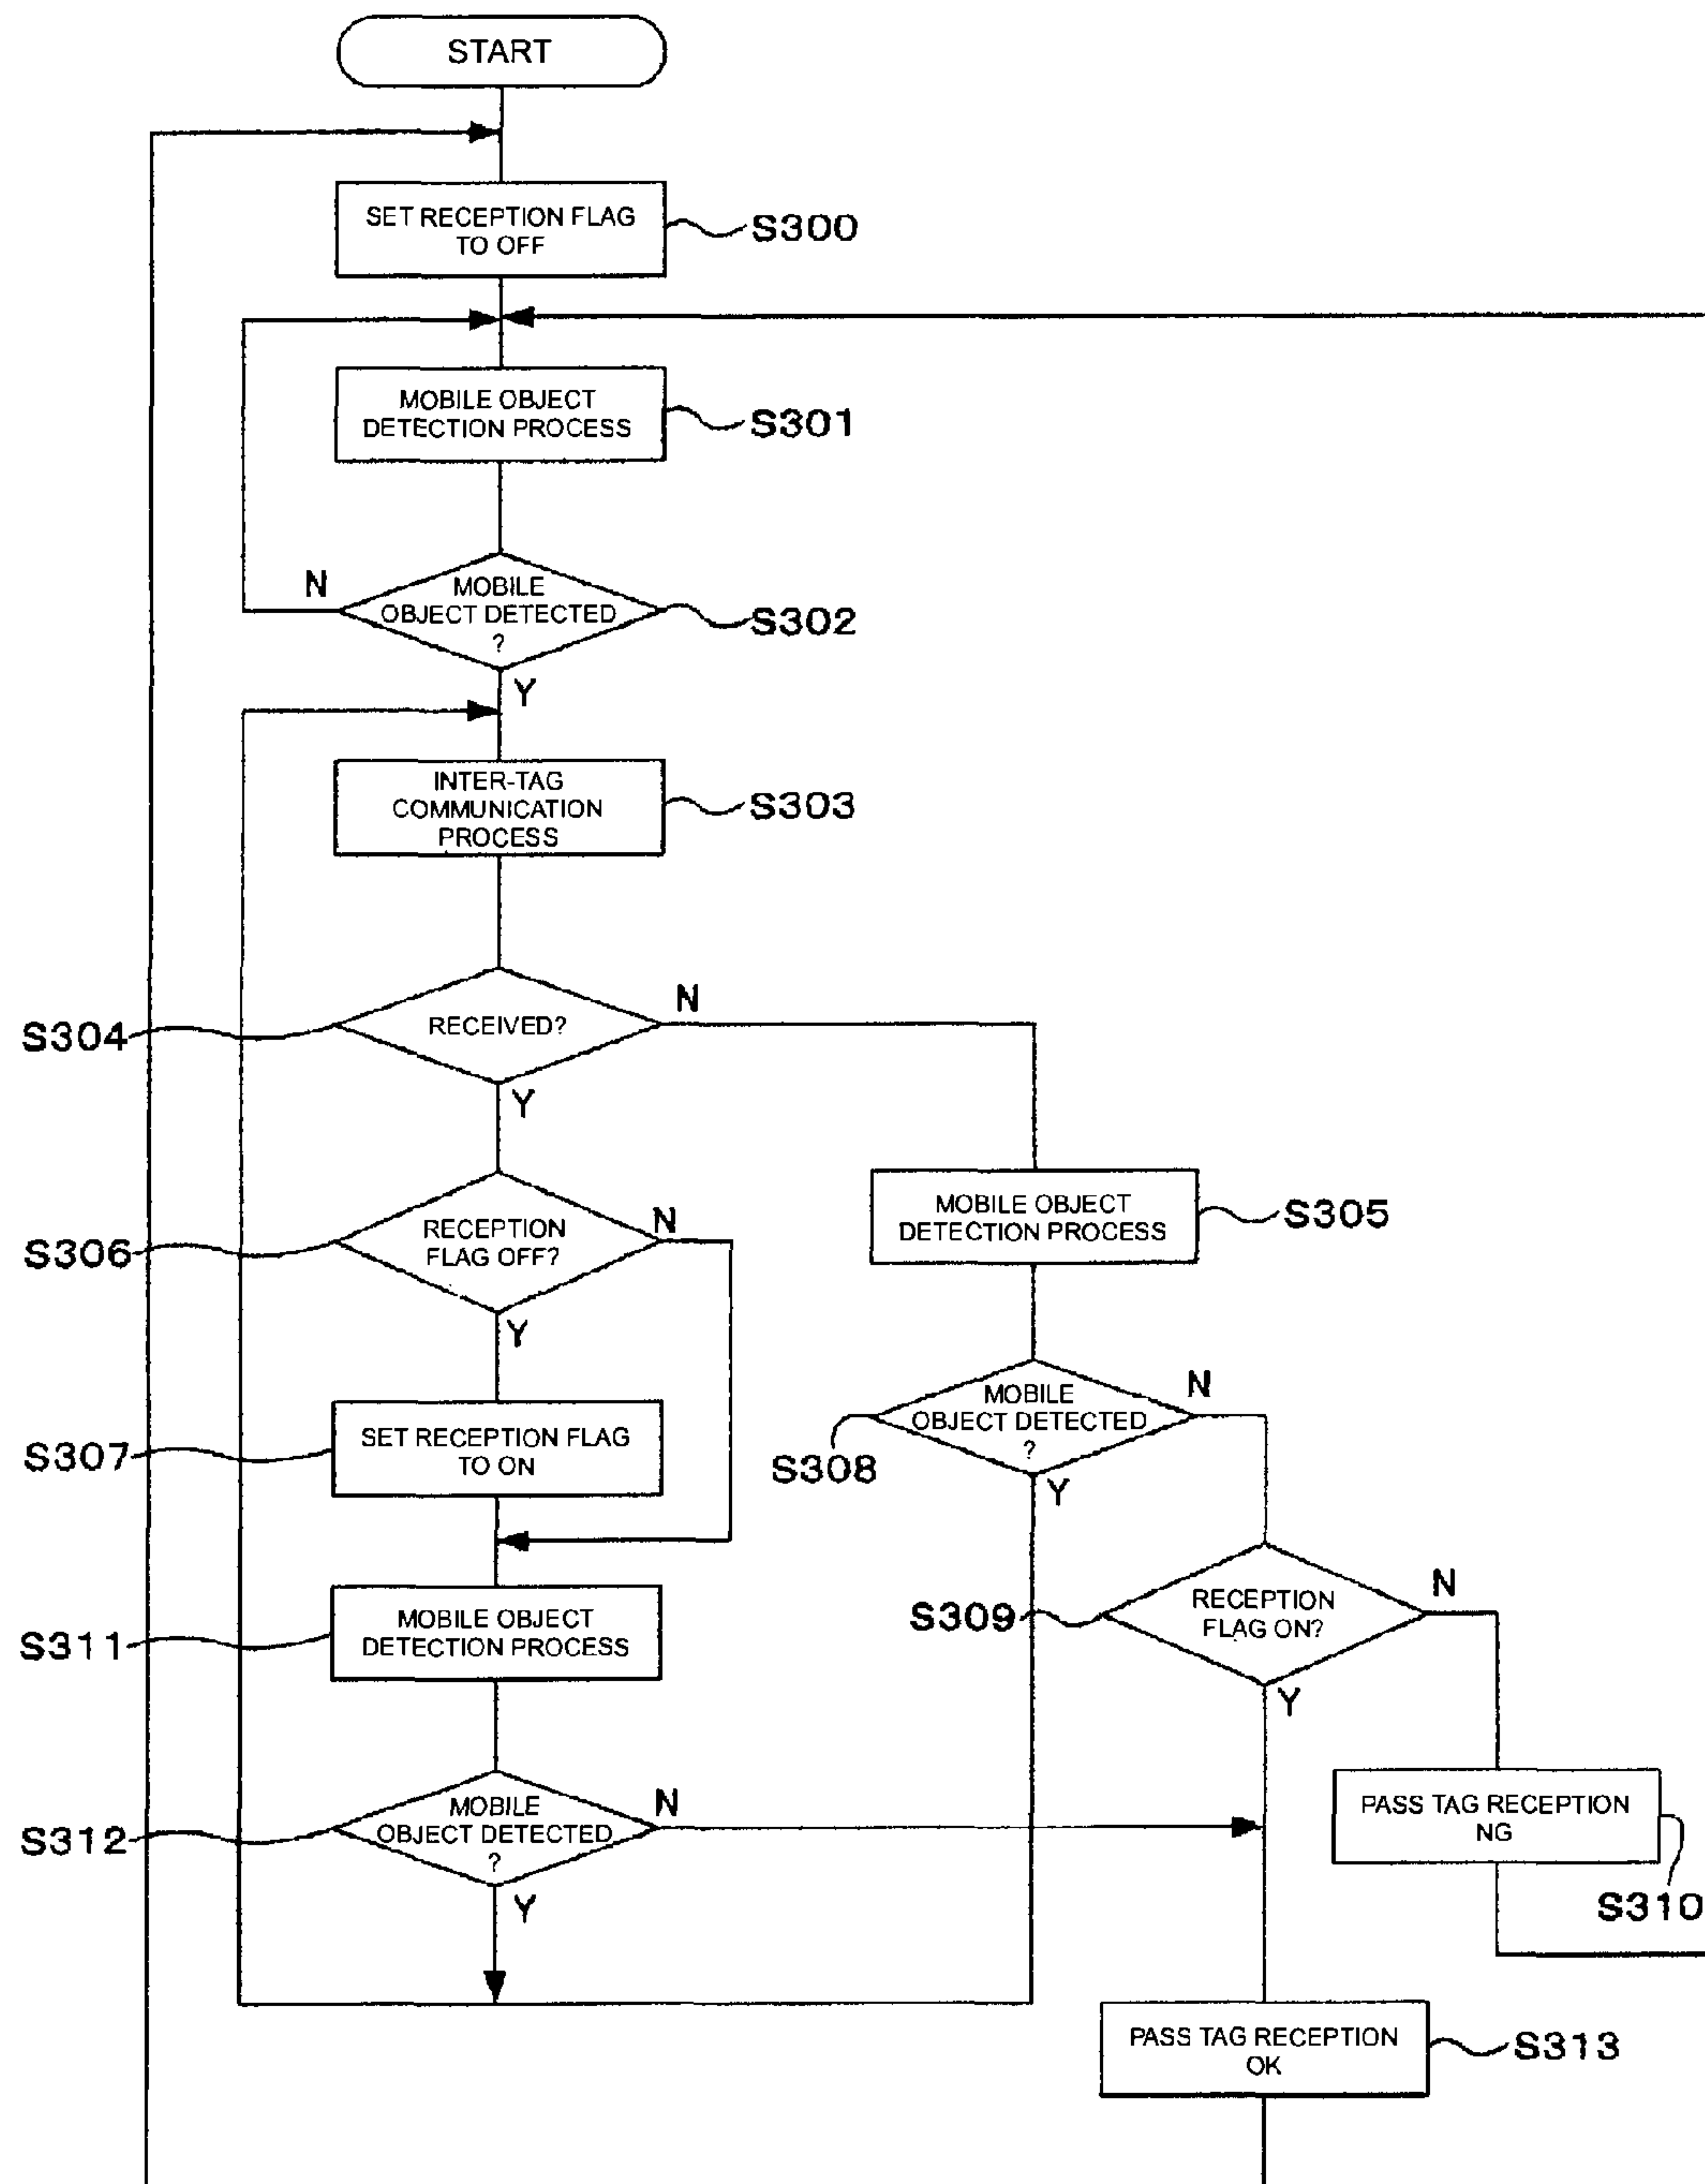 START
SET RECEPTION FLAG
TO OFF
S300
MOBILE OBJECT
DETECTION PROCESS
S301
N
MOBILE
OBJECT DETECTED
?
S302
Y
INTER-TAG
COMMUNICATION
PROCESS
S303
S304
RECEIVED?
N
Y
MOBILE OBJECT
DETECTION PROCESS
S305
S306
RECEPTION
FLAG OFF?
N
Y
MOBILE
OBJECT DETECTED
?
N
S308
Y
S307
SET RECEPTION FLAG
TO ON
S309
RECEPTION
FLAG ON?
N
Y
S311
MOBILE OBJECT
DETECTION PROCESS
S312
MOBILE
OBJECT DETECTED
?
N
Y
PASS TAG RECEPTION
NG
S310
PASS TAG RECEPTION
OK
S313